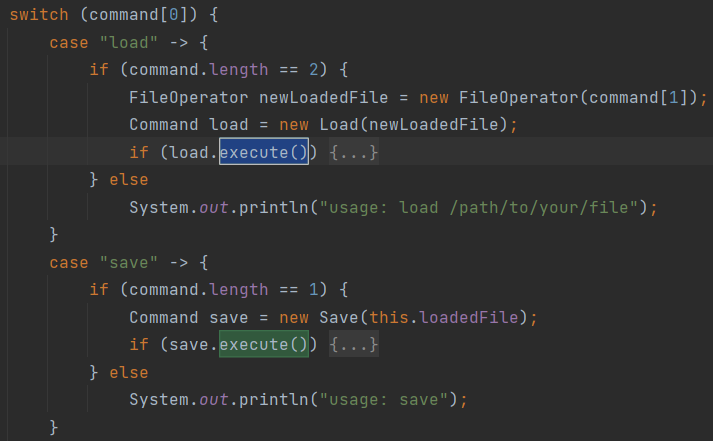 switch (command[0]) {
case "load" -> {
if (command.length == 2) {
FileOperator newLoadedFile = new FileOperator(command[1]);
Command load = new Load(newLoadedFile);
if (load.execute()) {...}
} else
System.out.println("usage: load /path/to/your/file");
}
case "save" -> {
if (command.length == 1) {
Command save = new Save(this.loadedFile);
if (save.execute()) {...}
} else
System.out.println("usage: save");
}